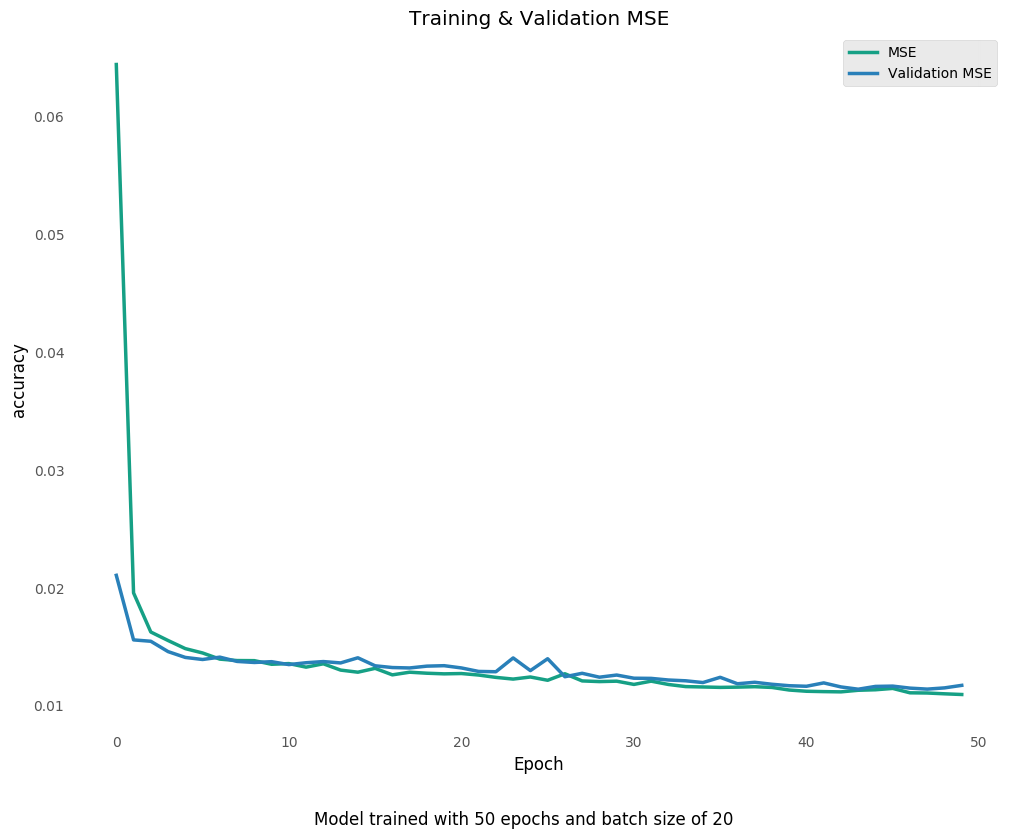 Training & Validation MSE
MSE
Validation MSE
0.06
0.05
0.04
0.03
0.02
0.01
accuracy
0 10 20 30 40 50
Epoch
Model trained with 50 epochs and batch size of 20